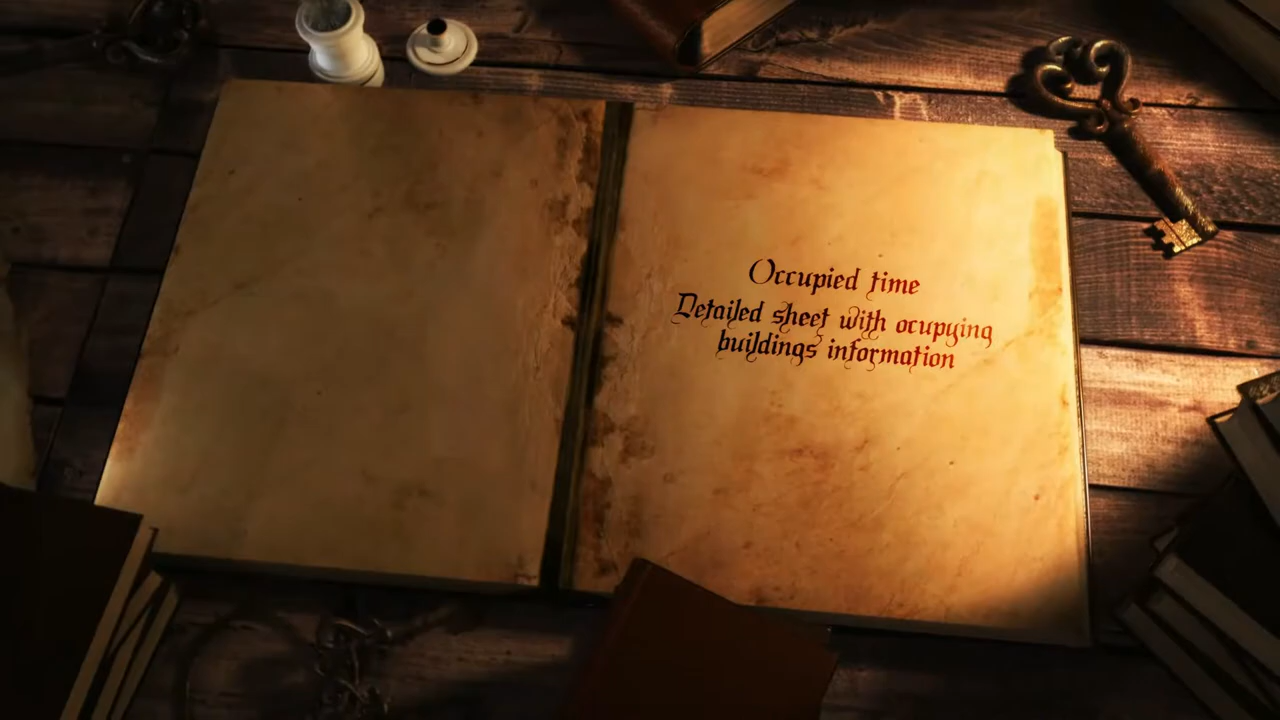 Occupied time
Detailed sheet with ocupying
buildings information